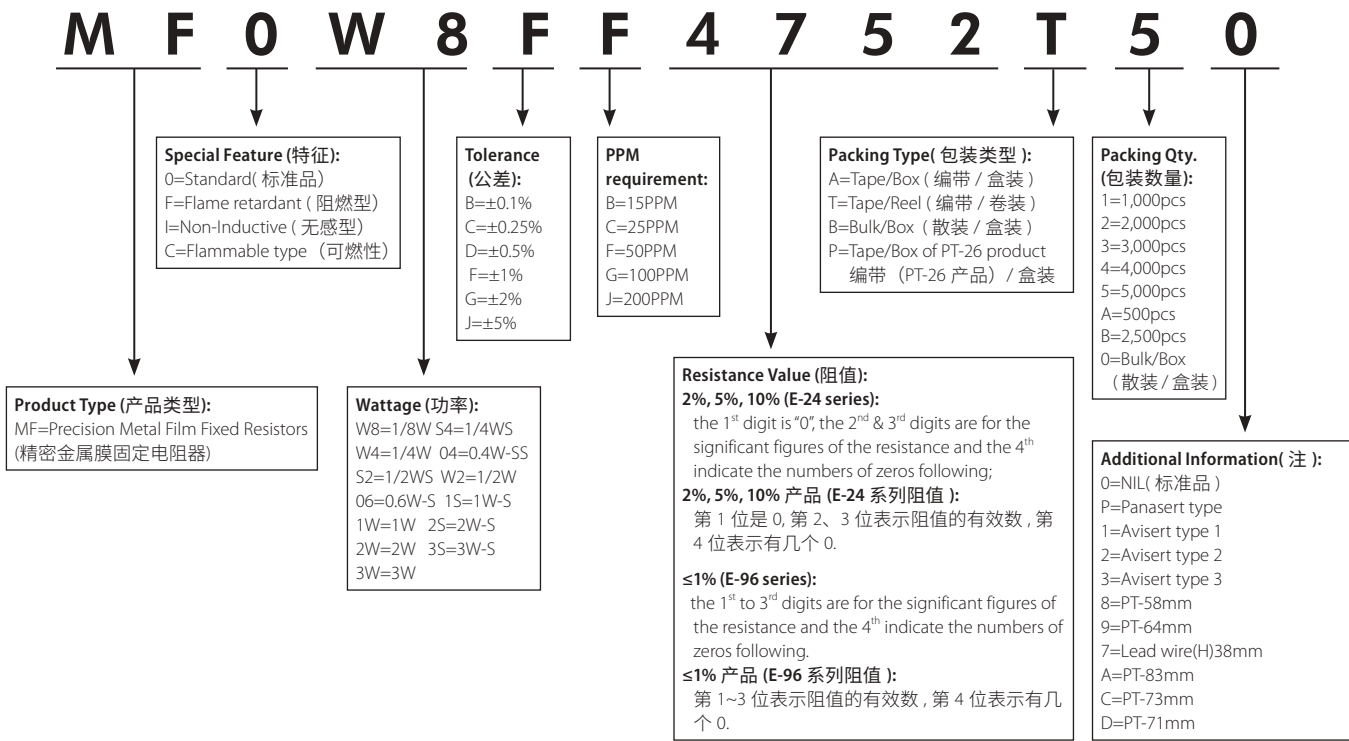 M F 0 W 8 F F 4 7 5 2 T 5 0
Special Feature (特征):
0=Standard( 标准品）
F=Flame retardant ( 阻燃型）
I=Non-Inductive ( 无感型）
C=Flammable type （可燃性）
Tolerance
(公差):
B=±0.1%
C=±0.25%
D=±0.5%
F=±1%
G=±2%
J=±5%
PPM
requirement:
B=15PPM
C=25PPM
F=50PPM
G=100PPM
J=200PPM
Packing Type( 包装类型 ):
A=Tape/Box ( 编带 / 盒装 )
T=Tape/Reel ( 编带 / 卷装 )
B=Bulk/Box ( 散装 / 盒装 )
P=Tape/Box of PT-26 product
编带（PT-26 产品）/ 盒装
Packing Qty.
(包装数量):
1=1,000pcs
2=2,000pcs
3=3,000pcs
4=4,000pcs
5=5,000pcs
A=500pcs
B=2,500pcs
0=Bulk/Box
（散装 / 盒装）
Product Type (产品类型):
MF=Precision Metal Film Fixed Resistors
(精密金属膜固定电阻器)
Wattage (功率):
W8=1/8W S4=1/4WS
W4=1/4W 04=0.4W-SS
S2=1/2WS W2=1/2W
06=0.6W-S 1S=1W-S
1W=1W 2S=2W-S
2W=2W 3S=3W-S
3W=3W
Resistance Value (阻值):
2%, 5%, 10% (E-24 series):
the 1st digit is “0”, the 2nd & 3rd digits are for the
significant figures of the resistance and the 4th
indicate the numbers of zeros following;
2%, 5%, 10% 产品 (E-24 系列阻值 ):
第 1 位是 0, 第 2、3 位表示阻值的有效数 , 第
4 位表示有几个 0.
≤1% (E-96 series):
the 1st to 3rd digits are for the significant figures of
the resistance and the 4th indicate the numbers of
zeros following.
≤1% 产品 (E-96 系列阻值 ):
第 1~3 位表示阻值的有效数 , 第 4 位表示有几
个 0.
Additional Information( 注 ):
0=NIL( 标准品 )
P=Panasert type
1=Avisert type 1
2=Avisert type 2
3=Avisert type 3
8=PT-58mm
9=PT-64mm
7=Lead wire(H)38mm
A=PT-83mm
C=PT-73mm
D=PT-71mm